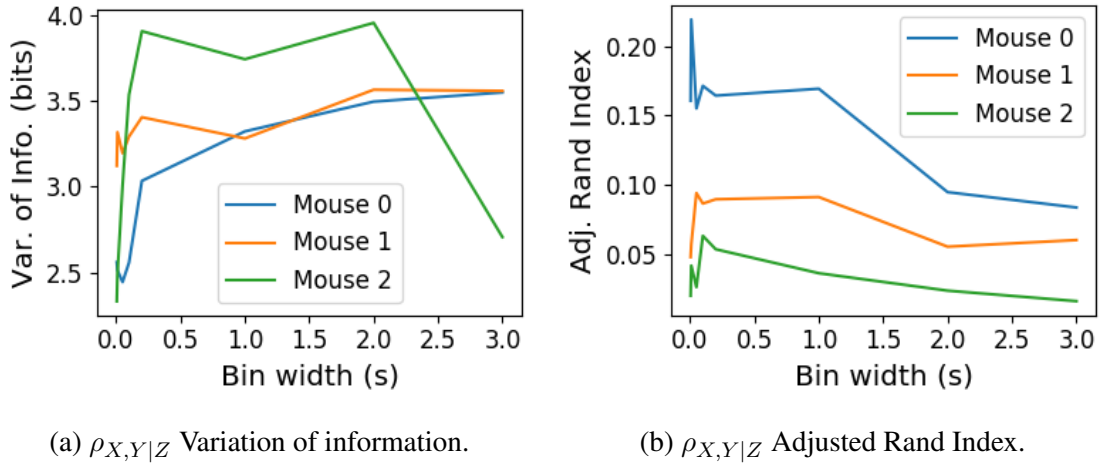 Var. of Info. (bits)
4.0
3.5
3.0
2.5
Mouse 0
Mouse 1
Mouse 2
0.0 0.5 1.0 1.5 2.0 2.5 3.0
Bin width (s)
(a) ρ_{X,Y|Z} Variation of information.
Adj. Rand Index
0.20
0.15
0.10
0.05
Mouse 0
Mouse 1
Mouse 2
0.0 0.5 1.0 1.5 2.0 2.5 3.0
Bin width (s)
(b) ρ_{X,Y|Z} Adjusted Rand Index.